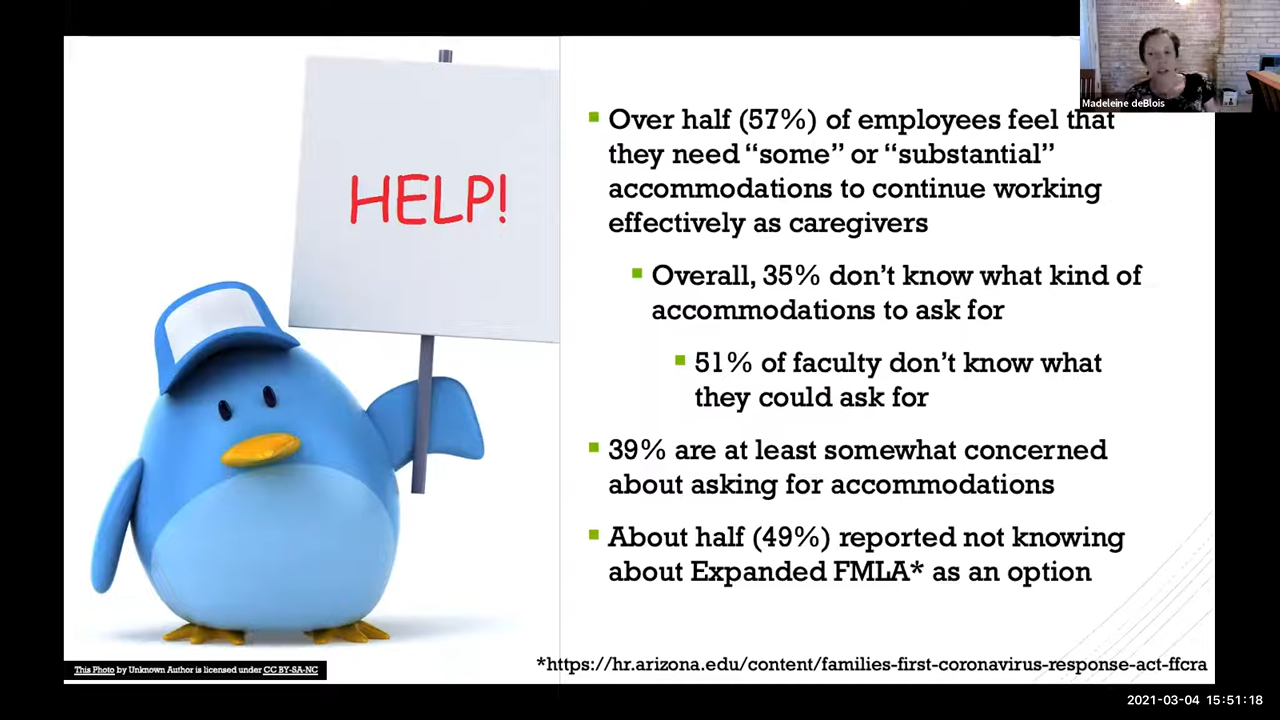 Madeleine deBlois
HELP!
▪ Over half (57%) of employees feel that
they need “some” or “substantial”
accommodations to continue working
effectively as caregivers
▪ Overall, 35% don’t know what kind of
accommodations to ask for
▪ 51% of faculty don’t know what
they could ask for
▪ 39% are at least somewhat concerned
about asking for accommodations
▪ About half (49%) reported not knowing
about Expanded FMLA* as an option
*https://hr.arizona.edu/content/families-first-coronavirus-response-act-ffcra
This Photo by Unknown Author is licensed under CC BY-SA-NC
2021-03-04 15:51:18